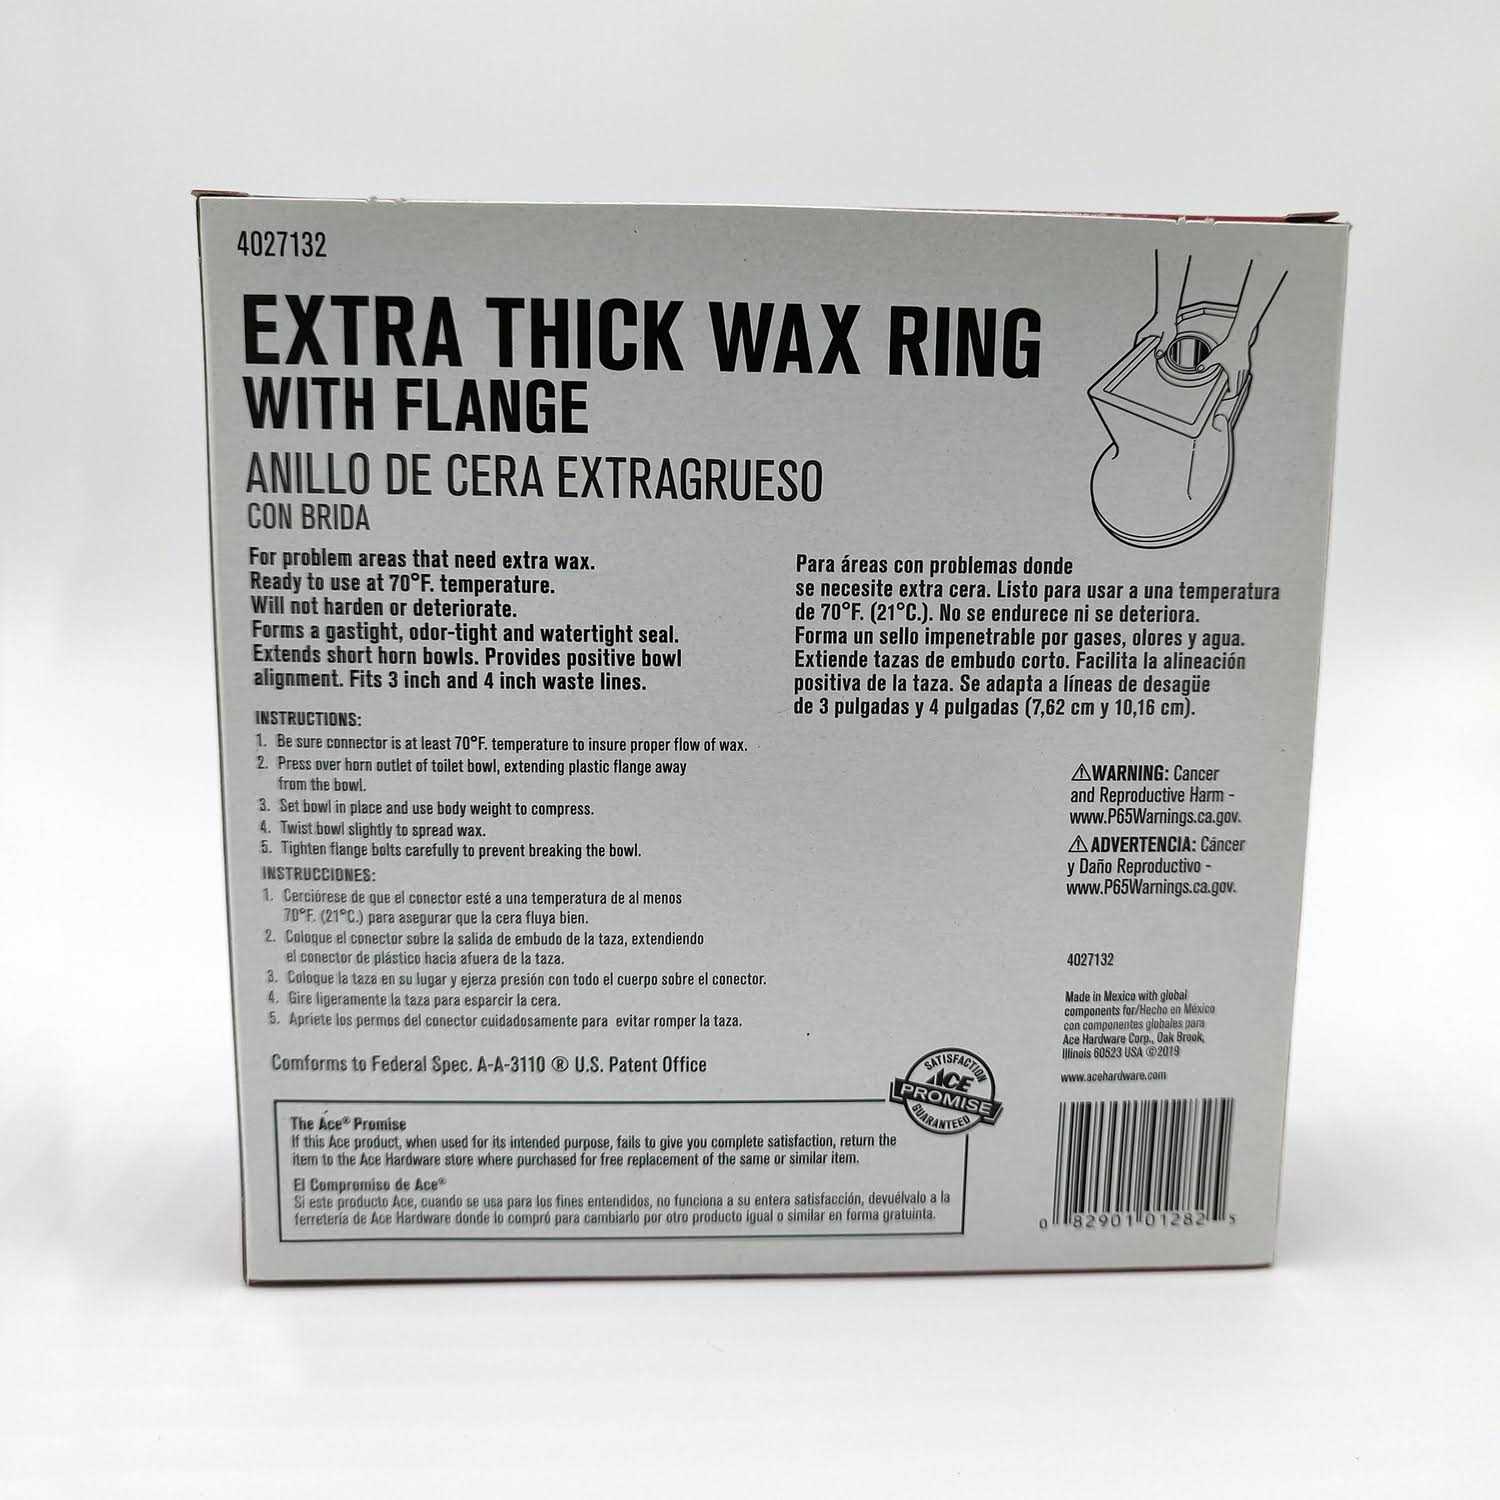 4027132
EXTRA THICK WAX RING
WITH FLANGE
ANILLO DE CERA EXTRAGRUESO
CON BRIDA
For problem areas that need extra wax.
Ready to use at 70°F. temperature.
Will not harden or deteriorate.
Forms a gastight, odor-tight and watertight seal.
Extends short horn bowls. Provides positive bowl
alignment. Fits 3 inch and 4 inch waste lines.
Para áreas con problemas donde
se necesite extra cera. Listo para usar a una temperatura
de 70°F. (21°C.). No se endurece ni se deteriora.
Forma un sello impenetrable por gases, olores y agua.
Extiende tazas de embudo corto. Facilita la alineación
positiva de la taza. Se adapta a líneas de desagüe
de 3 pulgadas y 4 pulgadas (7,62 cm y 10,16 cm).
INSTRUCTIONS:
1. Be sure connector is at least 70°F. temperature to insure proper flow of wax.
2. Press over horn outlet of toilet bowl, extending plastic flange away
from the bowl.
3. Set bowl in place and use body weight to compress.
4. Twist bowl slightly to spread wax.
5. Tighten flange bolts carefully to prevent breaking the bowl.
INSTRUCCIONES:
1. Cerciórese de que el conector esté a una temperatura de al menos
70°F. (21°C.) para asegurar que la cera fluya bien.
2. Coloque el conector sobre la salida de embudo de la taza, extendiendo
el conector de plástico hacia afuera de la taza.
3. Coloque la taza en su lugar y ejerza presión con todo el cuerpo sobre el conector.
4. Gire ligeramente la taza para esparcir la cera.
5. Apriete los permos del conector cuidadosamente para evitar romper la taza.
Comforms to Federal Spec. A-A-3110 ® U.S. Patent Office
⚠WARNING: Cancer
and Reproductive Harm -
www.P65Warnings.ca.gov.
⚠ADVERTENCIA: Cáncer
y Daño Reproductivo -
www.P65Warnings.ca.gov.
4027132
Made in Mexico with global
components for/Hecho en México
con componentes globales para
Ace Hardware Corp., Oak Brook,
Illinois 60523 USA ©2019
www.acehardware.com
SATISFACTION
ACE
PROMISE
GUARANTEED
The Ace® Promise
If this Ace product, when used for its intended purpose, fails to give you complete satisfaction, return the
item to the Ace Hardware store where purchased for free replacement of the same or similar item.
El Compromiso de Ace®
Si este producto Ace, cuando se usa para los fines entendidos, no funciona a su entera satisfacción, devuélvalo a la
ferretería de Ace Hardware donde lo compró para cambiarlo por otro producto igual o similar en forma gratuinta.
0 82901 01282 5